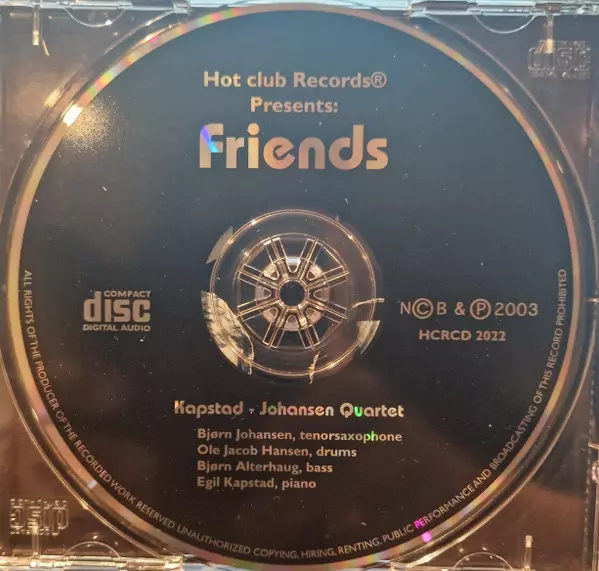 Hot club Records®
Presents:
Friends
COMPACT
disc
DIGITAL AUDIO
N©B & ℗ 2003
HCRCD 2022
Kapstad - Johansen Quartet
Bjørn Johansen, tenorsaxophone
Ole Jacob Hansen, drums
Bjørn Alterhaug, bass
Egil Kapstad, piano
ALL RIGHTS OF THE PRODUCER OF THE RECORDED WORK RESERVED UNAUTHORIZED COPYING, HIRING, RENTING, PUBLIC PERFORMANCE AND BROADCASTING OF THIS RECORD PROHIBITED